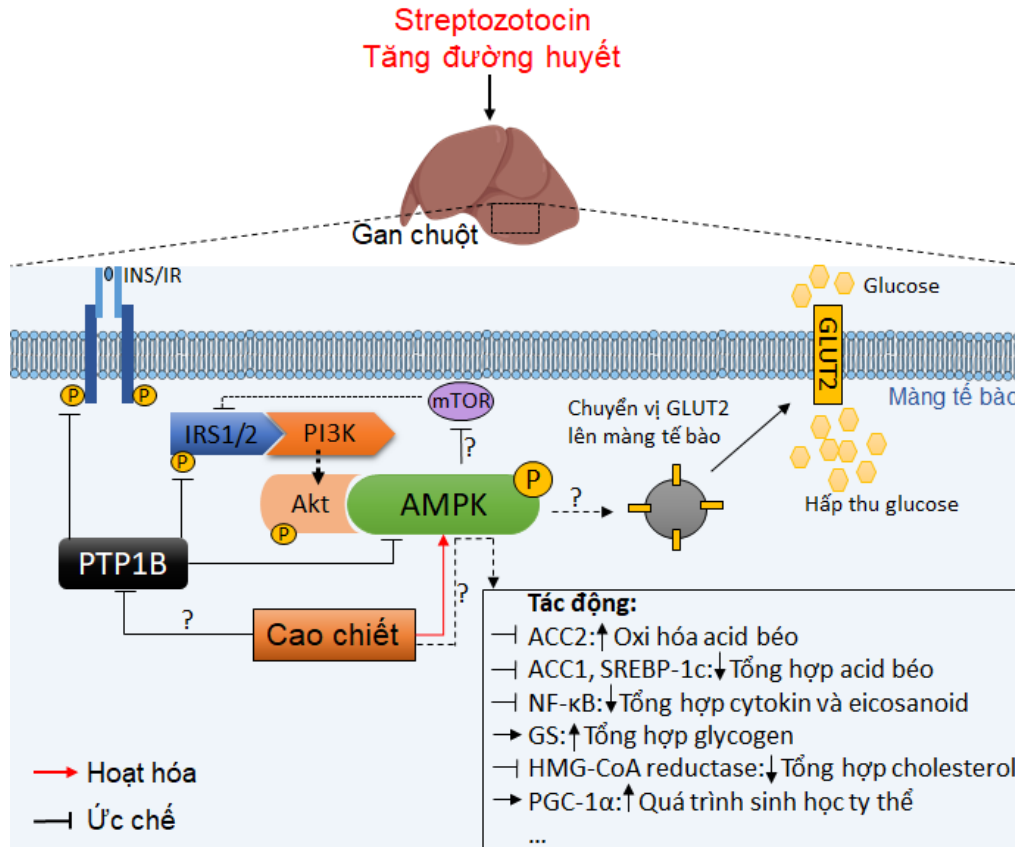 Streptozotocin
Tăng đường huyết
Gan chuột
INS/IR
Glucose
GLUT2
Màng tế bào
P
P
mTOR
Chuyển vị GLUT2
lên màng tế bào
IRS1/2
PI3K
P
?
Hấp thu glucose
Akt
AMPK
P
P
?
PTP1B
?
?
Cao chiết
Tác động:
ACC2:↑ Oxi hóa acid béo
ACC1, SREBP-1c:↓Tổng hợp acid béo
NF-κB:↓Tổng hợp cytokin và eicosanoid
GS:↑Tổng hợp glycogen
HMG-CoA reductase:↓Tổng hợp cholesterol
PGC-1α:↑ Quá trình sinh học ty thể
...
Hoạt hóa
Ức chế